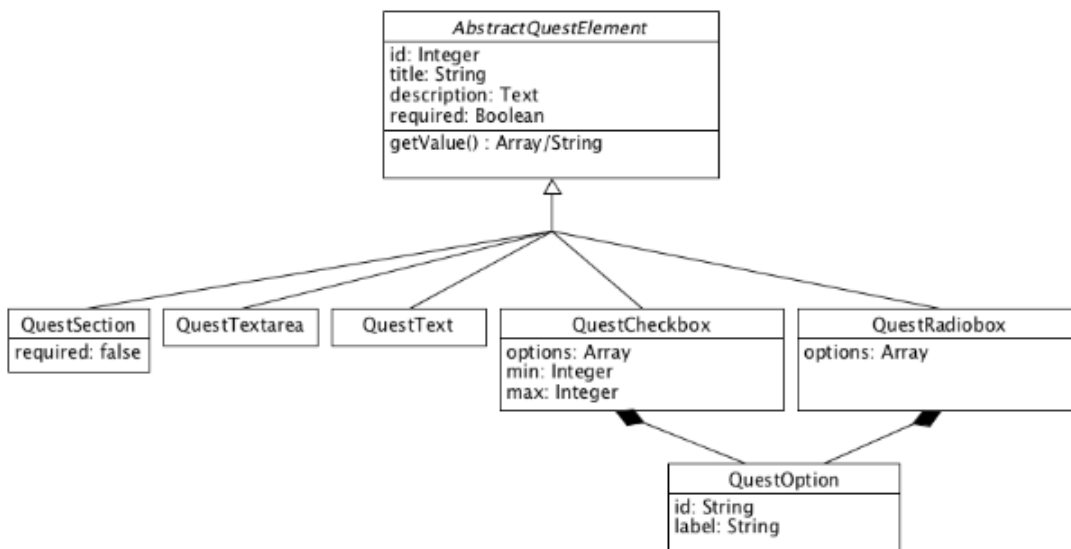 AbstractQuestElement
id: Integer
title: String
description: Text
required: Boolean
getValue() : Array/String
QuestSection
required: false
QuestTextarea
QuestText
QuestCheckbox
options: Array
min: Integer
max: Integer
QuestRadiobox
options: Array
QuestOption
id: String
label: String